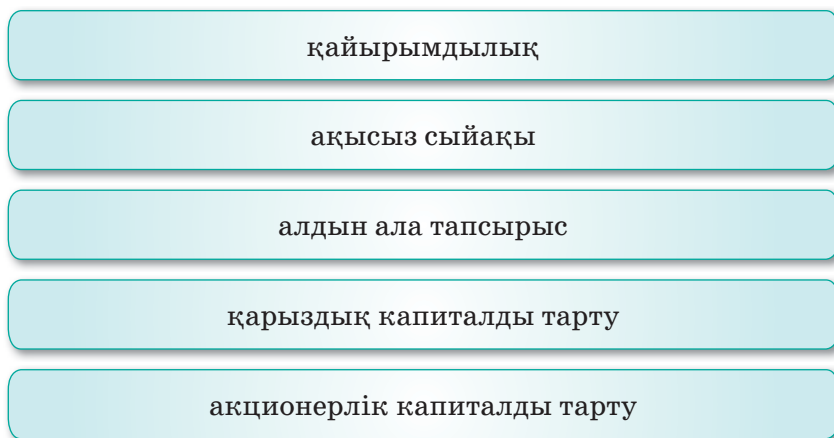 қайырымдылық
ақысыз сыйақы
алдын ала тапсырыс
қарыздық капиталды тарту
акционерлік капиталды тарту